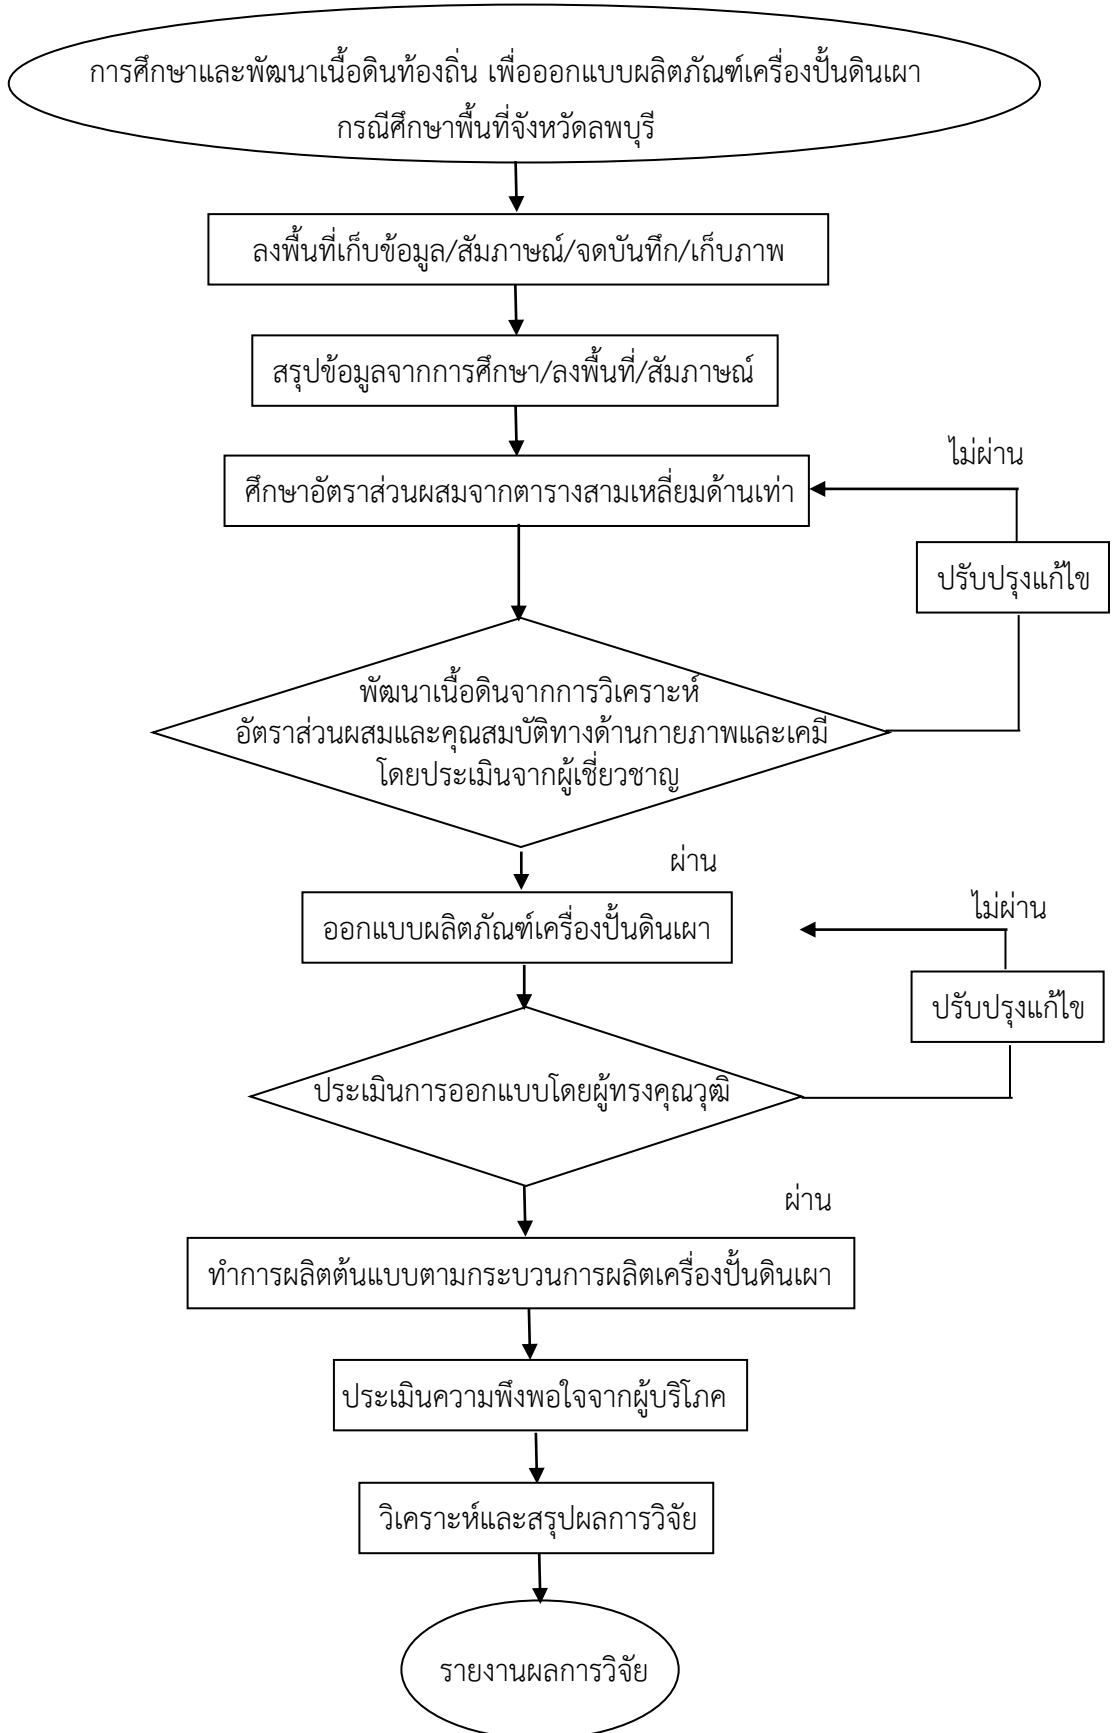 การศึกษาและพัฒนาเนื้อดินท้องถิ่น เพื่อออกแบบผลิตภัณฑ์เครื่องปั้นดินเผา
กรณีศึกษาพื้นที่จังหวัดลพบุรี
ลงพื้นที่เก็บข้อมูล/สัมภาษณ์/จดบันทึก/เก็บภาพ
สรุปข้อมูลจากการศึกษา/ลงพื้นที่/สัมภาษณ์
ไม่ผ่าน
ศึกษาอัตราส่วนผสมจากตารางสามเหลี่ยมด้านเท่า
ปรับปรุงแก้ไข
พัฒนาเนื้อดินจากการวิเคราะห์
อัตราส่วนผสมและคุณสมบัติทางด้านกายภาพและเคมี
โดยประเมินจากผู้เชี่ยวชาญ
ผ่าน
ไม่ผ่าน
ออกแบบผลิตภัณฑ์เครื่องปั้นดินเผา
ปรับปรุงแก้ไข
ประเมินการออกแบบโดยผู้ทรงคุณวุฒิ
ผ่าน
ทำการผลิตต้นแบบตามกระบวนการผลิตเครื่องปั้นดินเผา
ประเมินความพึงพอใจจากผู้บริโภค
วิเคราะห์และสรุปผลการวิจัย
รายงานผลการวิจัย